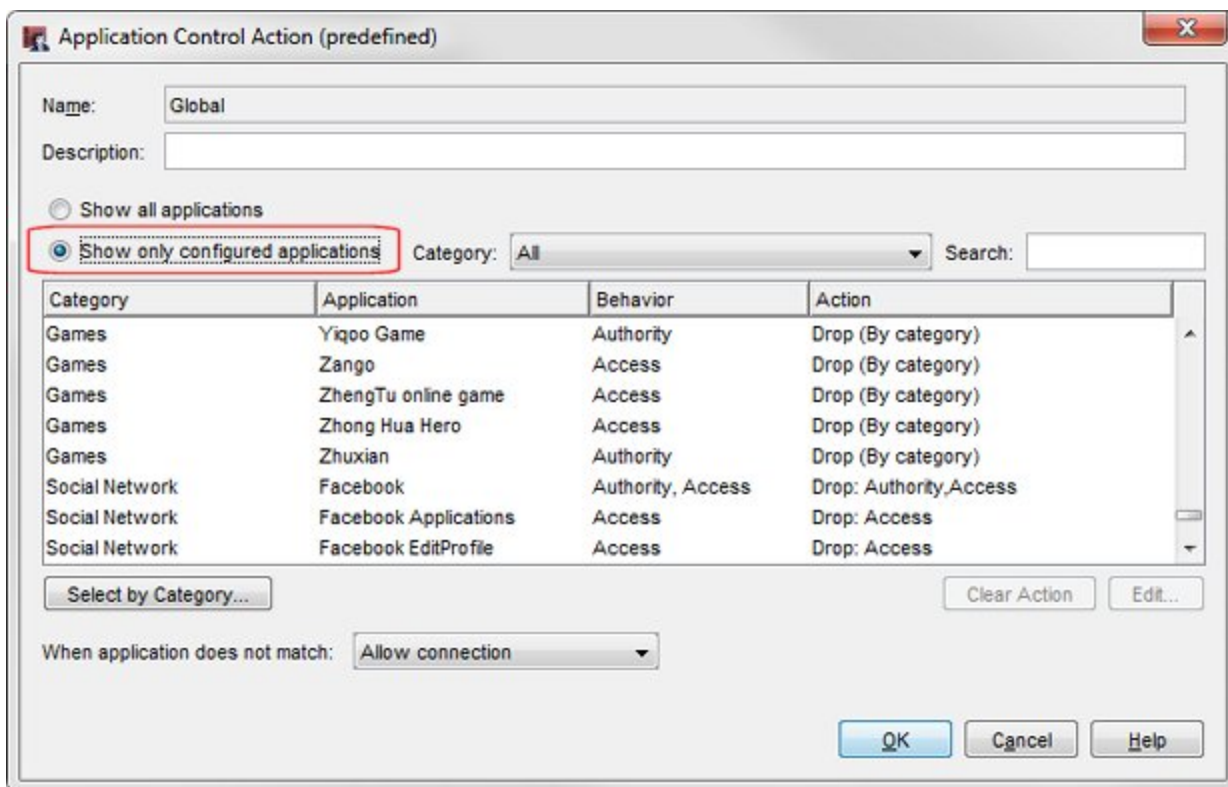 Application Control Action (predefined)
Name: Global
Description:
Show all applications
Show only configured applications Category: All Search:
Category Application Behavior Action
Games Yiqoo Game Authority Drop (By category)
Games Zango Access Drop (By category)
Games ZhengTu online game Access Drop (By category)
Games Zhong Hua Hero Access Drop (By category)
Games Zhuxian Authority Drop (By category)
Social Network Facebook Authority, Access Drop: Authority,Access
Social Network Facebook Applications Access Drop: Access
Social Network Facebook EditProfile Access Drop: Access
Select by Category... Clear Action Edit...
When application does not match: Allow connection
OK Cancel Help